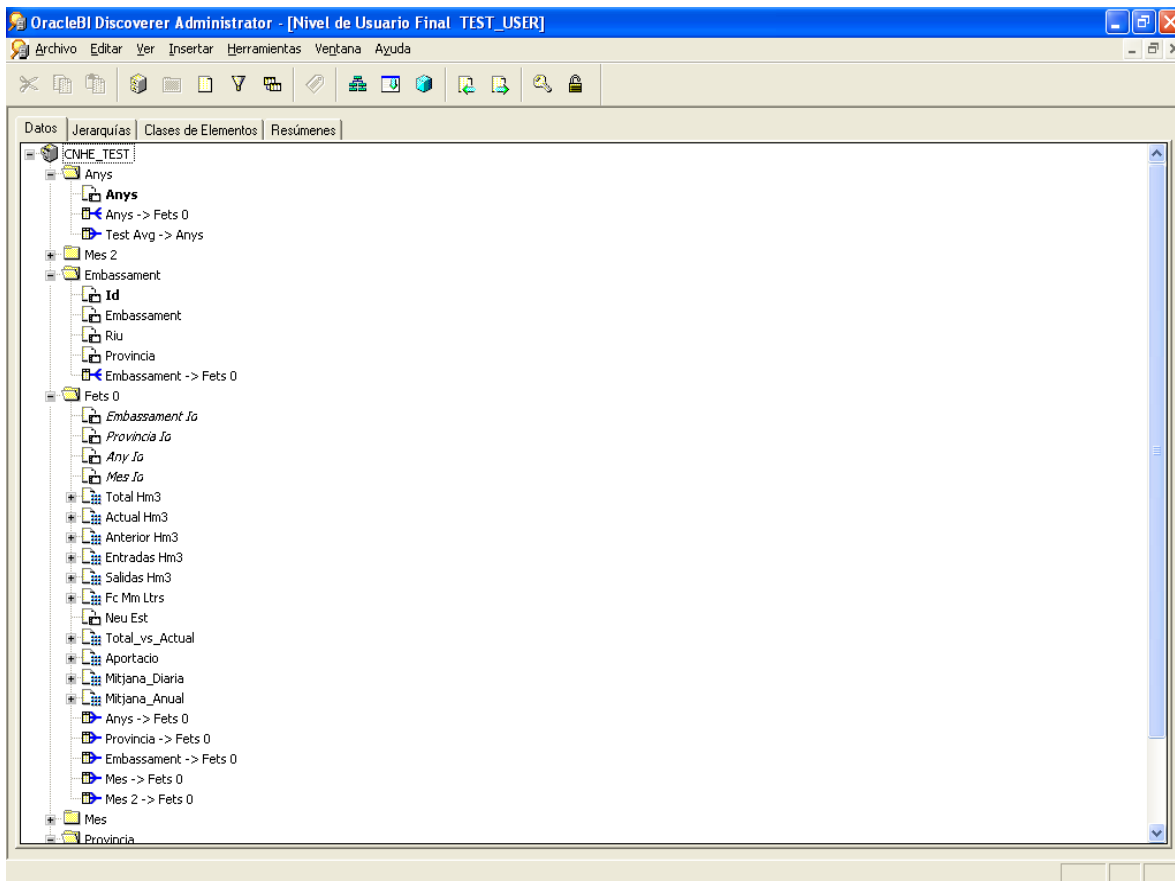 OracleBI Discoverer Administrator - [Nivel de Usuario Final TEST_USER]
Archivo Editar Ver Insertar Herramientas Ventana Ayuda
Datos Jerarquías Clases de Elementos Resúmenes
CNHE_TEST
Anys
Anys
Anys -> Fets 0
Test Avg -> Anys
Mes 2
Embassament
Id
Embassament
Riu
Provincia
Embassament -> Fets 0
Fets 0
Embassament Id
Provincia Id
Any Id
Mes Id
Total Hm3
Actual Hm3
Anterior Hm3
Entradas Hm3
Salidas Hm3
Fc Mm Ltrs
Neu Est
Total_vs_Actual
Aportacio
Mitjana_Diaria
Mitjana_Anual
Anys -> Fets 0
Provincia -> Fets 0
Embassament -> Fets 0
Mes -> Fets 0
Mes 2 -> Fets 0
Mes
Provincia